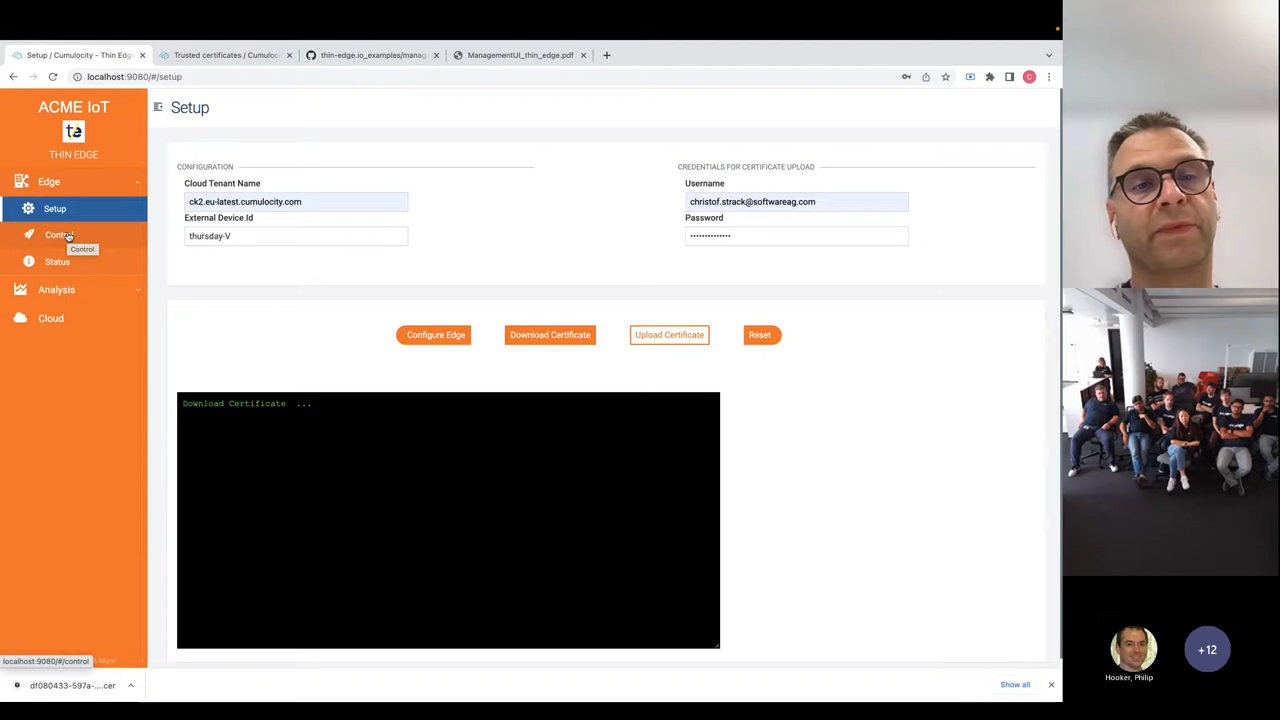 Setup / Cumulocity - Thin Edg
Trusted certificates / Cumuloc
thin-edge.io_examples/manag
ManagementUI_thin_edge.pdf
localhost:9080/#/setup
C
ACME IoT
te
THIN EDGE
Edge
Setup
Control
Control
Status
Analysis
Cloud
Setup
CONFIGURATION
Cloud Tenant Name
ck2.eu-latest.cumulocity.com
External Device Id
thursday-V
CREDENTIALS FOR CERTIFICATE UPLOAD
Username
christof.strack@softwareag.com
Password
••••••••••••••
Configure Edge
Download Certificate
Upload Certificate
Reset
Download Certificate ...
localhost:9080/#/control
df080433-597a-....cer
Show all
Hooker, Philip
+12